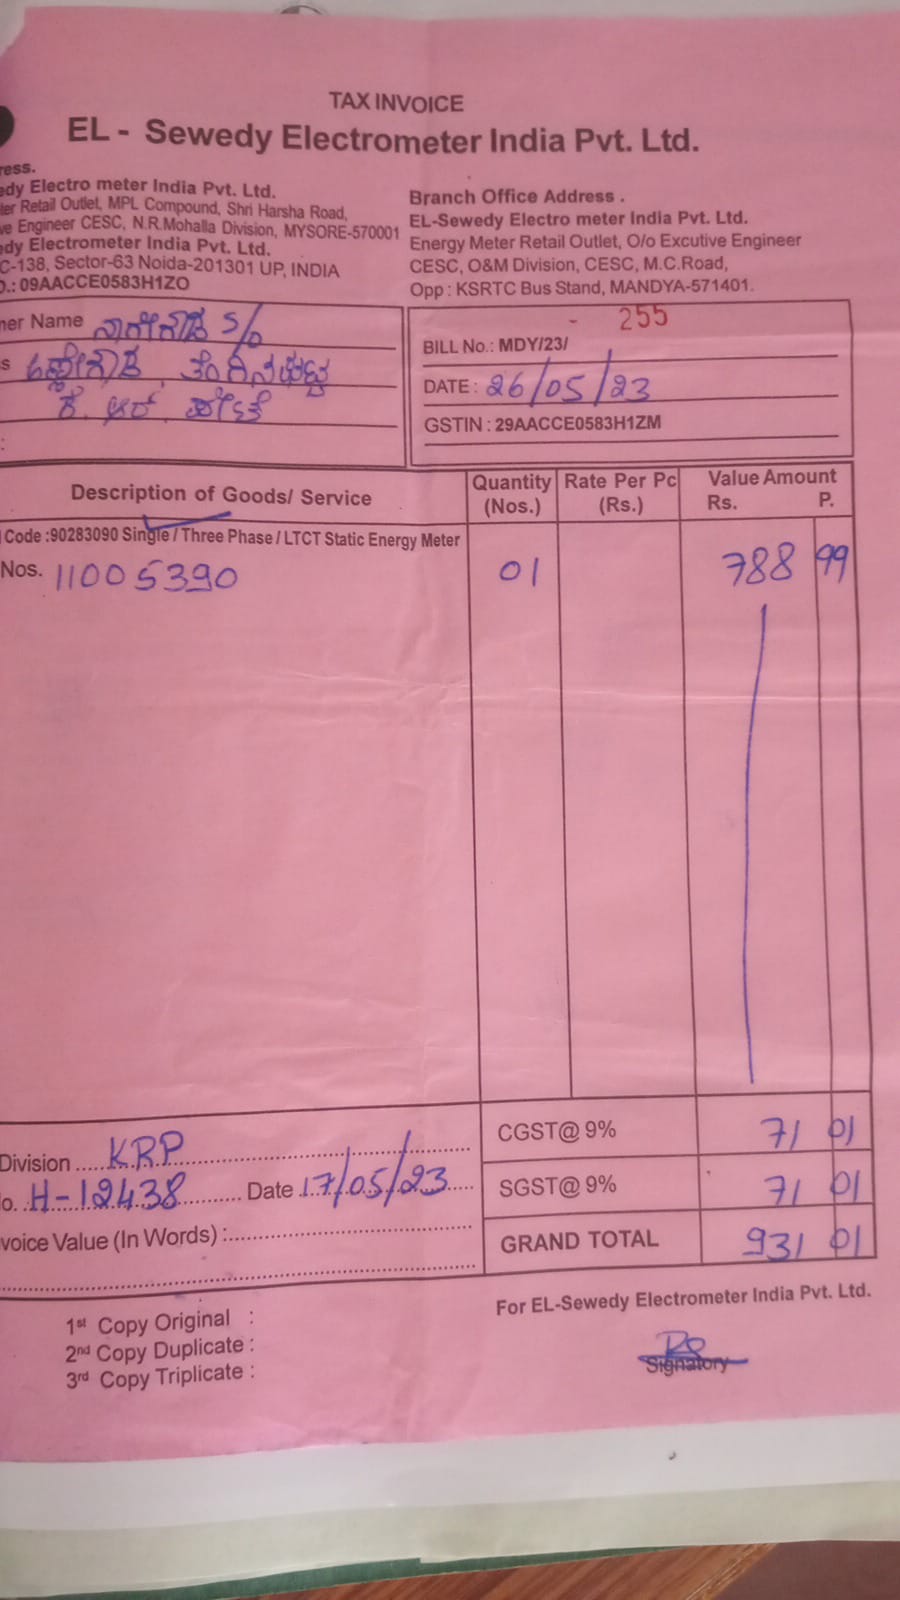 TAX INVOICE
EL - Sewedy Electrometer India Pvt. Ltd.
ress.
edy Electro meter India Pvt. Ltd.
ter Retail Outlet, MPL Compound, Shri Harsha Road,
ve Engineer CESC, N.R.Mohalla Division, MYSORE-570001
dy Electrometer India Pvt. Ltd.
C-138, Sector-63 Noida-201301 UP, INDIA
O.: 09AACCE0583H1ZO
Branch Office Address .
EL-Sewedy Electro meter India Pvt. Ltd.
Energy Meter Retail Outlet, O/o Excutive Engineer
CESC, O&M Division, CESC, M.C.Road,
Opp : KSRTC Bus Stand, MANDYA-571401.
ner Name S/o
s
ಕೆ. ಆರ್. ಪೇಟೆ
:
- 255
BILL No.: MDY/23/
DATE : 26/05/23
GSTIN : 29AACCE0583H1ZM
Description of Goods/ Service Quantity (Nos.) Rate Per Pc (Rs.) Value Amount Rs. P.
Code :90283090 Single / Three Phase / LTCT Static Energy Meter
Nos. 11005390 01 788 99
Division KRP CGST@ 9% 71 01
o. H-12438 Date 17/05/23 SGST@ 9% 71 01
voice Value (In Words) : GRAND TOTAL 931 01
For EL-Sewedy Electrometer India Pvt. Ltd.
1st Copy Original :
2nd Copy Duplicate :
3rd Copy Triplicate :
Signatory